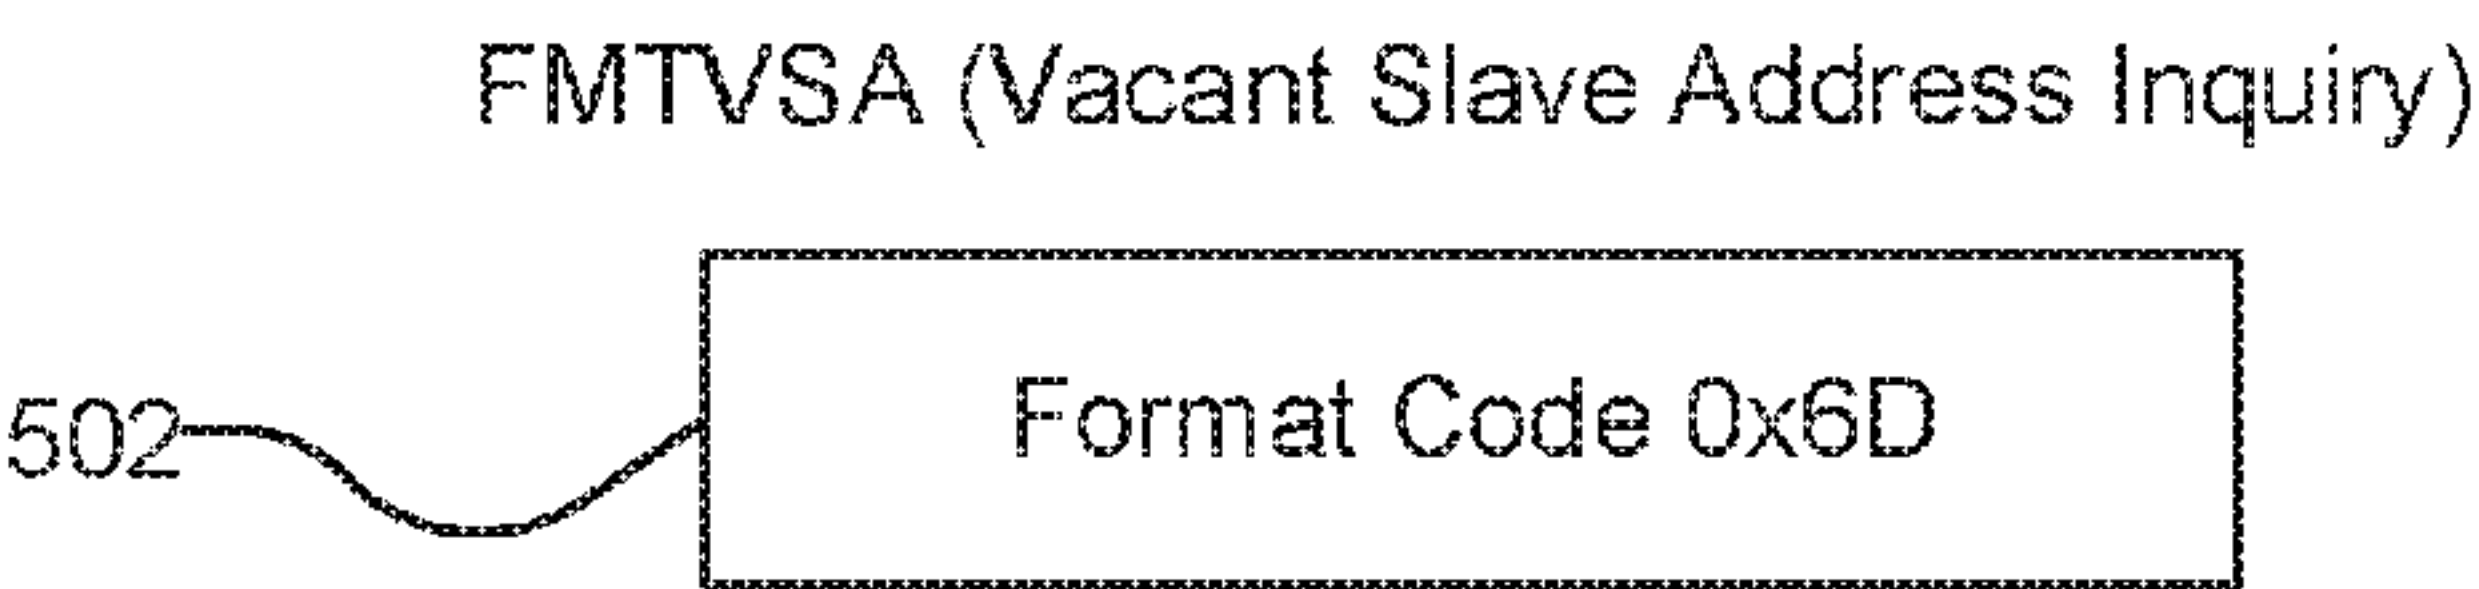 FMTVSA (Vacant Slave Address Inquiry)
Format Code 0x6D
502